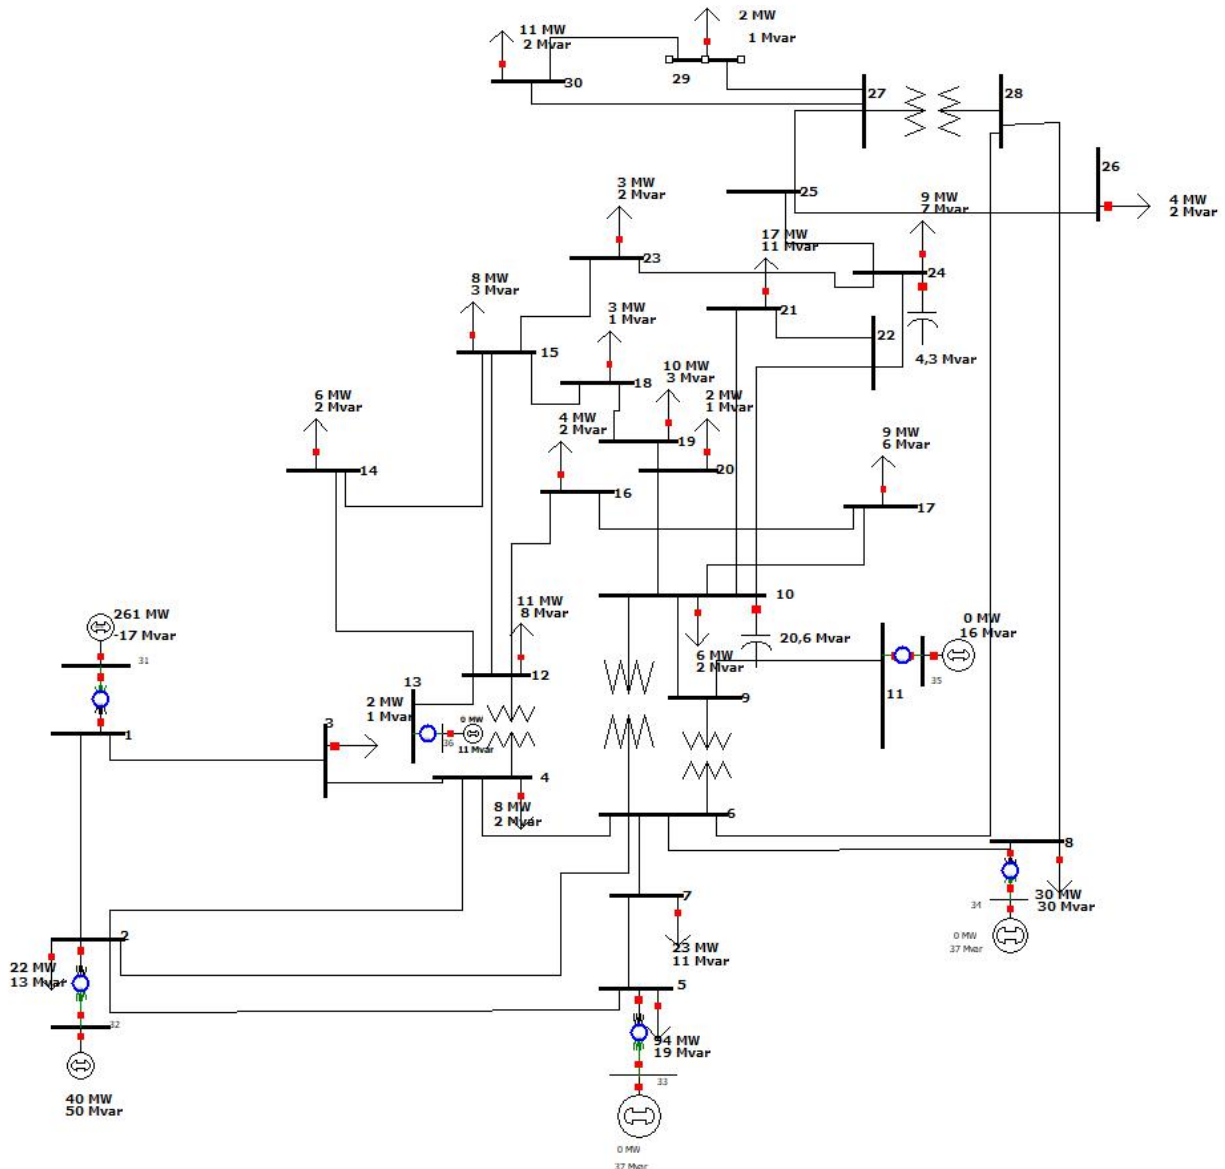 2 MW
1 Mvar
11 MW
2 Mvar
29
30
27
28
26
4 MW
2 Mvar
25
3 MW
2 Mvar
23
9 MW
7 Mvar
24
4,3 Mvar
17 MW
11 Mvar
21
22
8 MW
3 Mvar
15
3 MW
1 Mvar
18
10 MW
3 Mvar
19
2 MW
1 Mvar
20
6 MW
2 Mvar
14
4 MW
2 Mvar
16
9 MW
6 Mvar
17
10
20,6 Mvar
6 MW
2 Mvar
0 MW
16 Mvar
35
11
9
11 MW
8 Mvar
12
13
261 MW
-17 Mvar
31
1
3
2 MW
1 Mvar
36
0 MW
11 Mvar
4
8 MW
2 Mvar
6
8
30 MW
30 Mvar
34
0 MW
37 Mvar
7
23 MW
11 Mvar
2
22 MW
13 Mvar
32
40 MW
50 Mvar
5
94 MW
19 Mvar
33
0 MW
37 Mvar